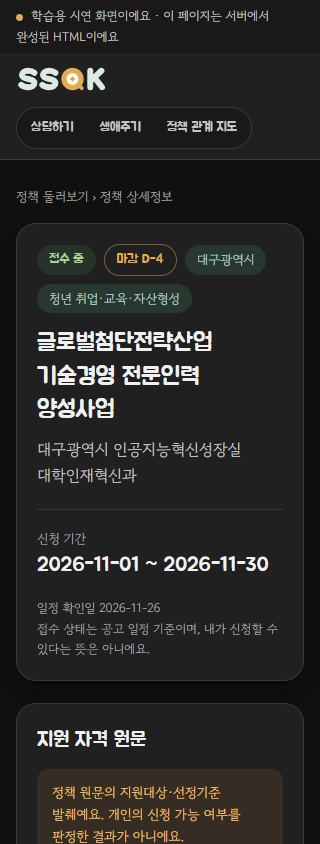 학습용 시연 화면이에요 · 이 페이지는 서버에서
완성된 HTML이에요
SSOK
상담하기 생애주기 정책 관계 지도
정책 둘러보기 › 정책 상세정보
접수 중 마감 D-4 대구광역시
청년 취업·교육·자산형성
글로벌첨단전략산업
기술경영 전문인력
양성사업
대구광역시 인공지능혁신성장실
대학인재혁신과
신청 기간
2026-11-01 ~ 2026-11-30
일정 확인일 2026-11-26
접수 상태는 공고 일정 기준이며, 내가 신청할 수
있다는 뜻은 아니에요.
지원 자격 원문
정책 원문의 지원대상·선정기준
발췌예요. 개인의 신청 가능 여부를
판정한 결과가 아니에요.